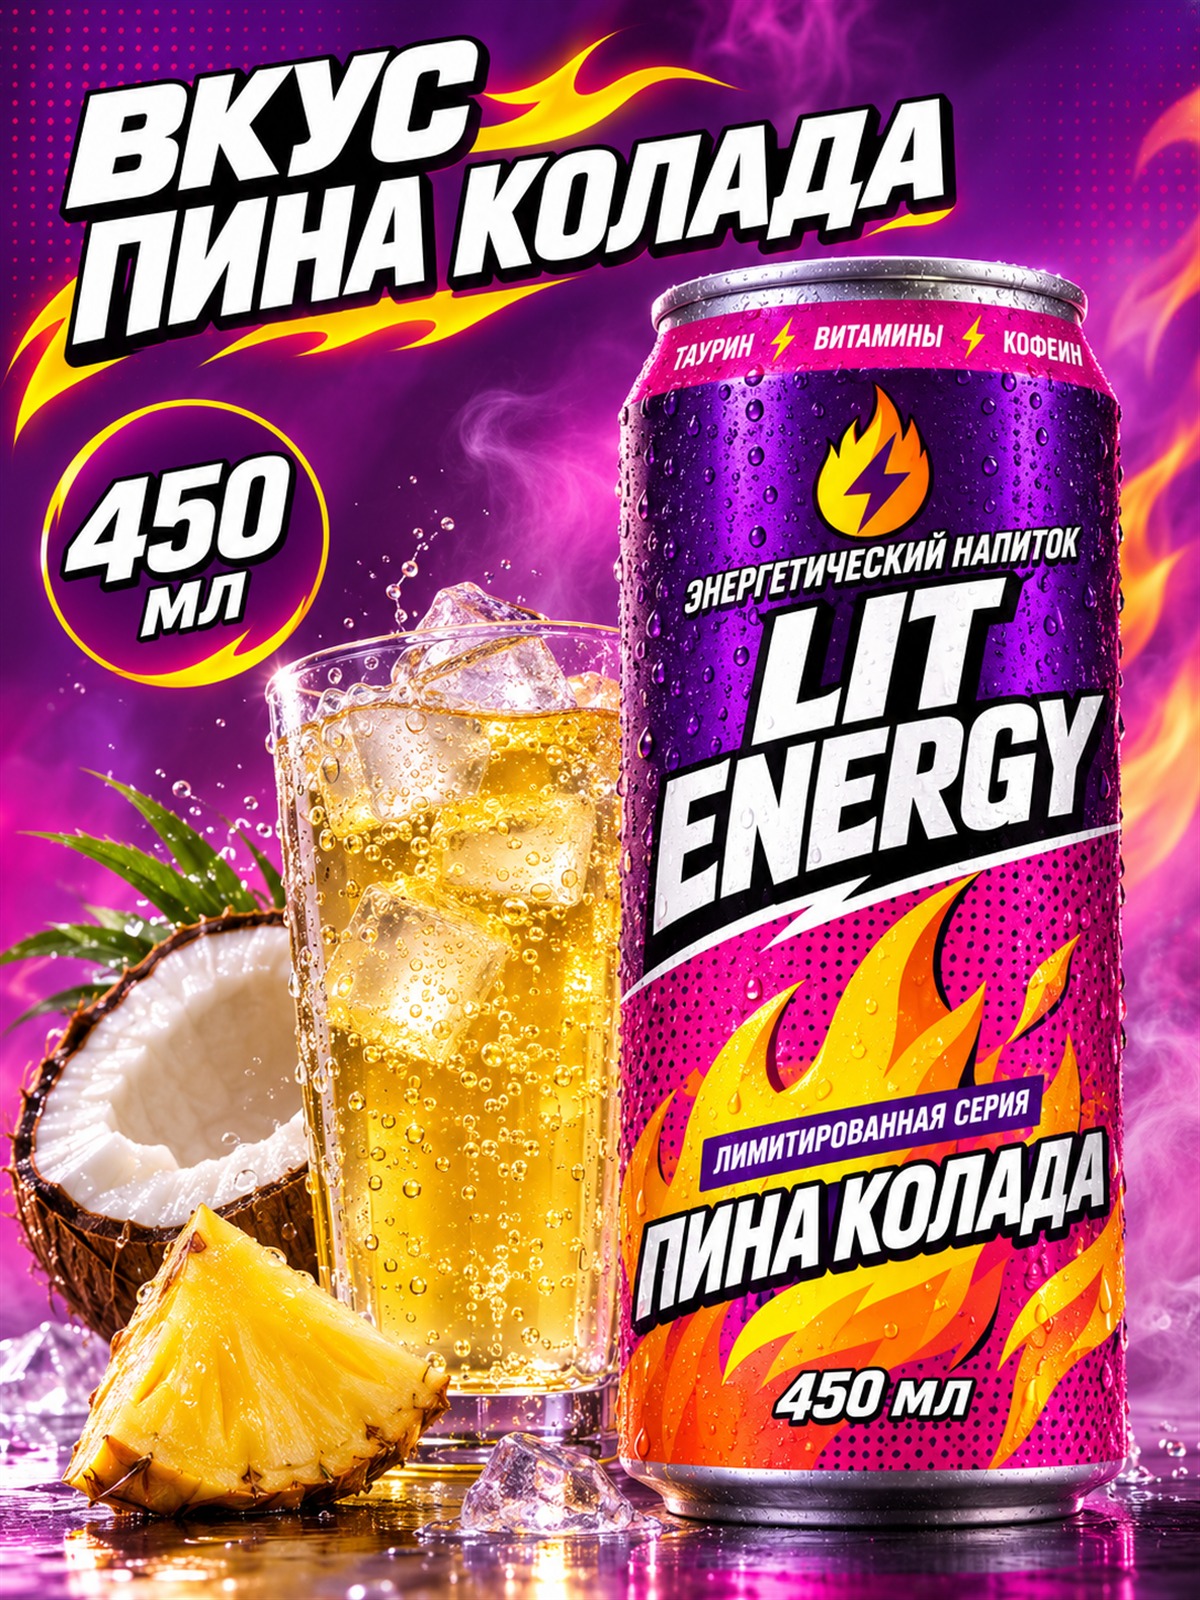 ВКУС
ПИНА КОЛАДА
450
МЛ
ТАУРИН ВИТАМИНЫ КОФЕИН
ЭНЕРГЕТИЧЕСКИЙ НАПИТОК
LIT
ENERGY
ЛИМИТИРОВАННАЯ СЕРИЯ
ПИНА КОЛАДА
450 МЛ